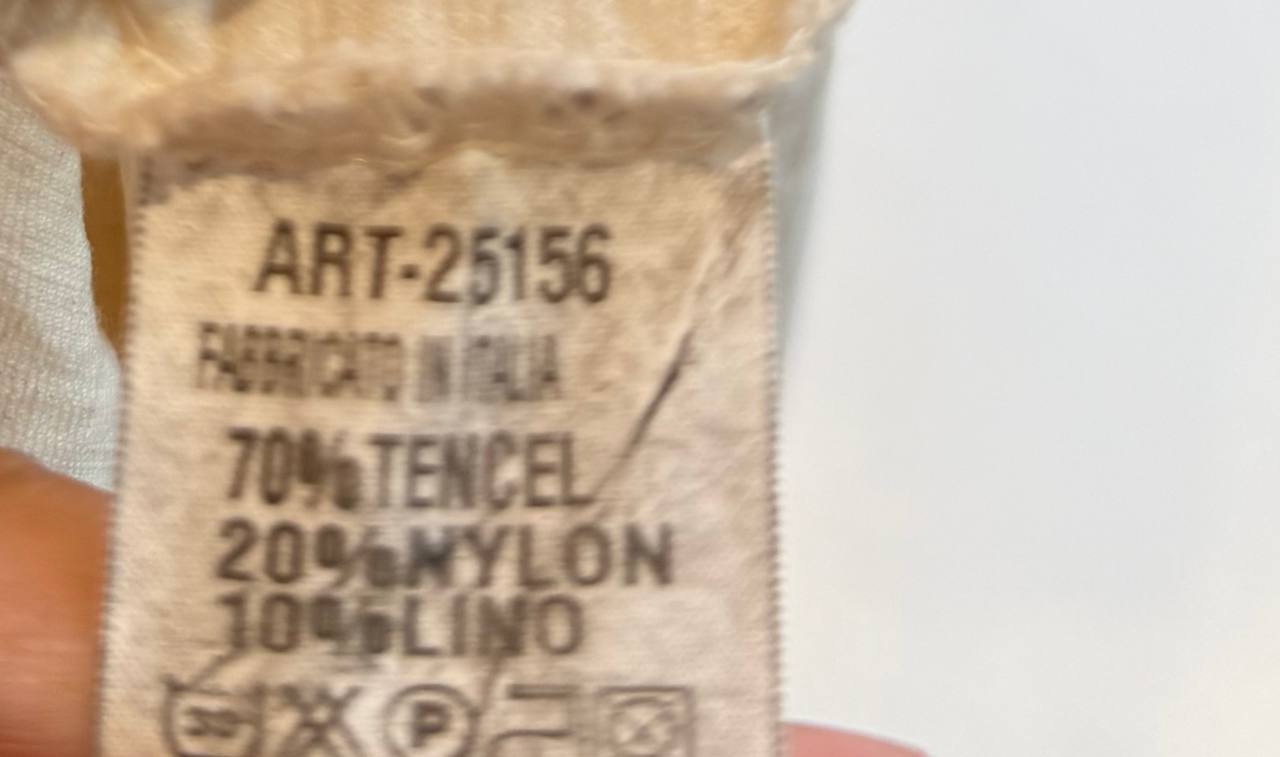 ART-25156
FABBRICATO IN ITALIA
70%TENCEL
20%NYLON
10%LINO
30°
P